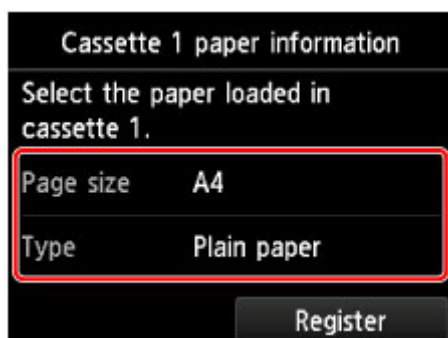 Cassette 1 paper information
Select the paper loaded in
cassette 1.
Page size A4
Type Plain paper
Register